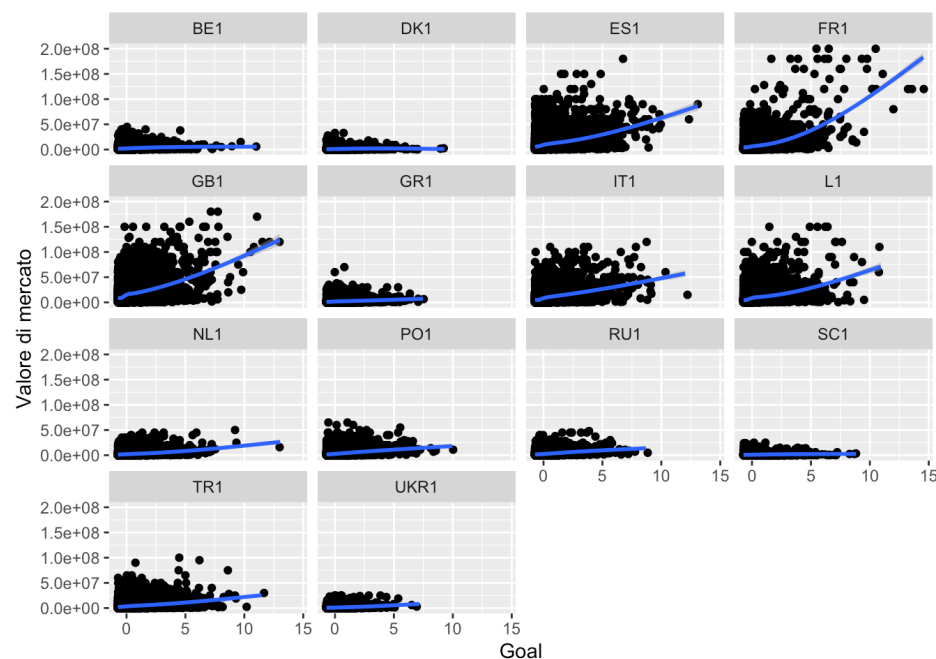 BE1 DK1 ES1 FR1
2.0e+08
1.5e+08
1.0e+08
5.0e+07
0.0e+00
GB1 GR1 IT1 L1
2.0e+08
1.5e+08
1.0e+08
5.0e+07
0.0e+00
NL1 PO1 RU1 SC1
2.0e+08
1.5e+08
1.0e+08
5.0e+07
0.0e+00
0 5 10 15 0 5 10 15
TR1 UKR1
2.0e+08
1.5e+08
1.0e+08
5.0e+07
0.0e+00
0 5 10 15 0 5 10 15
Valore di mercato
Goal